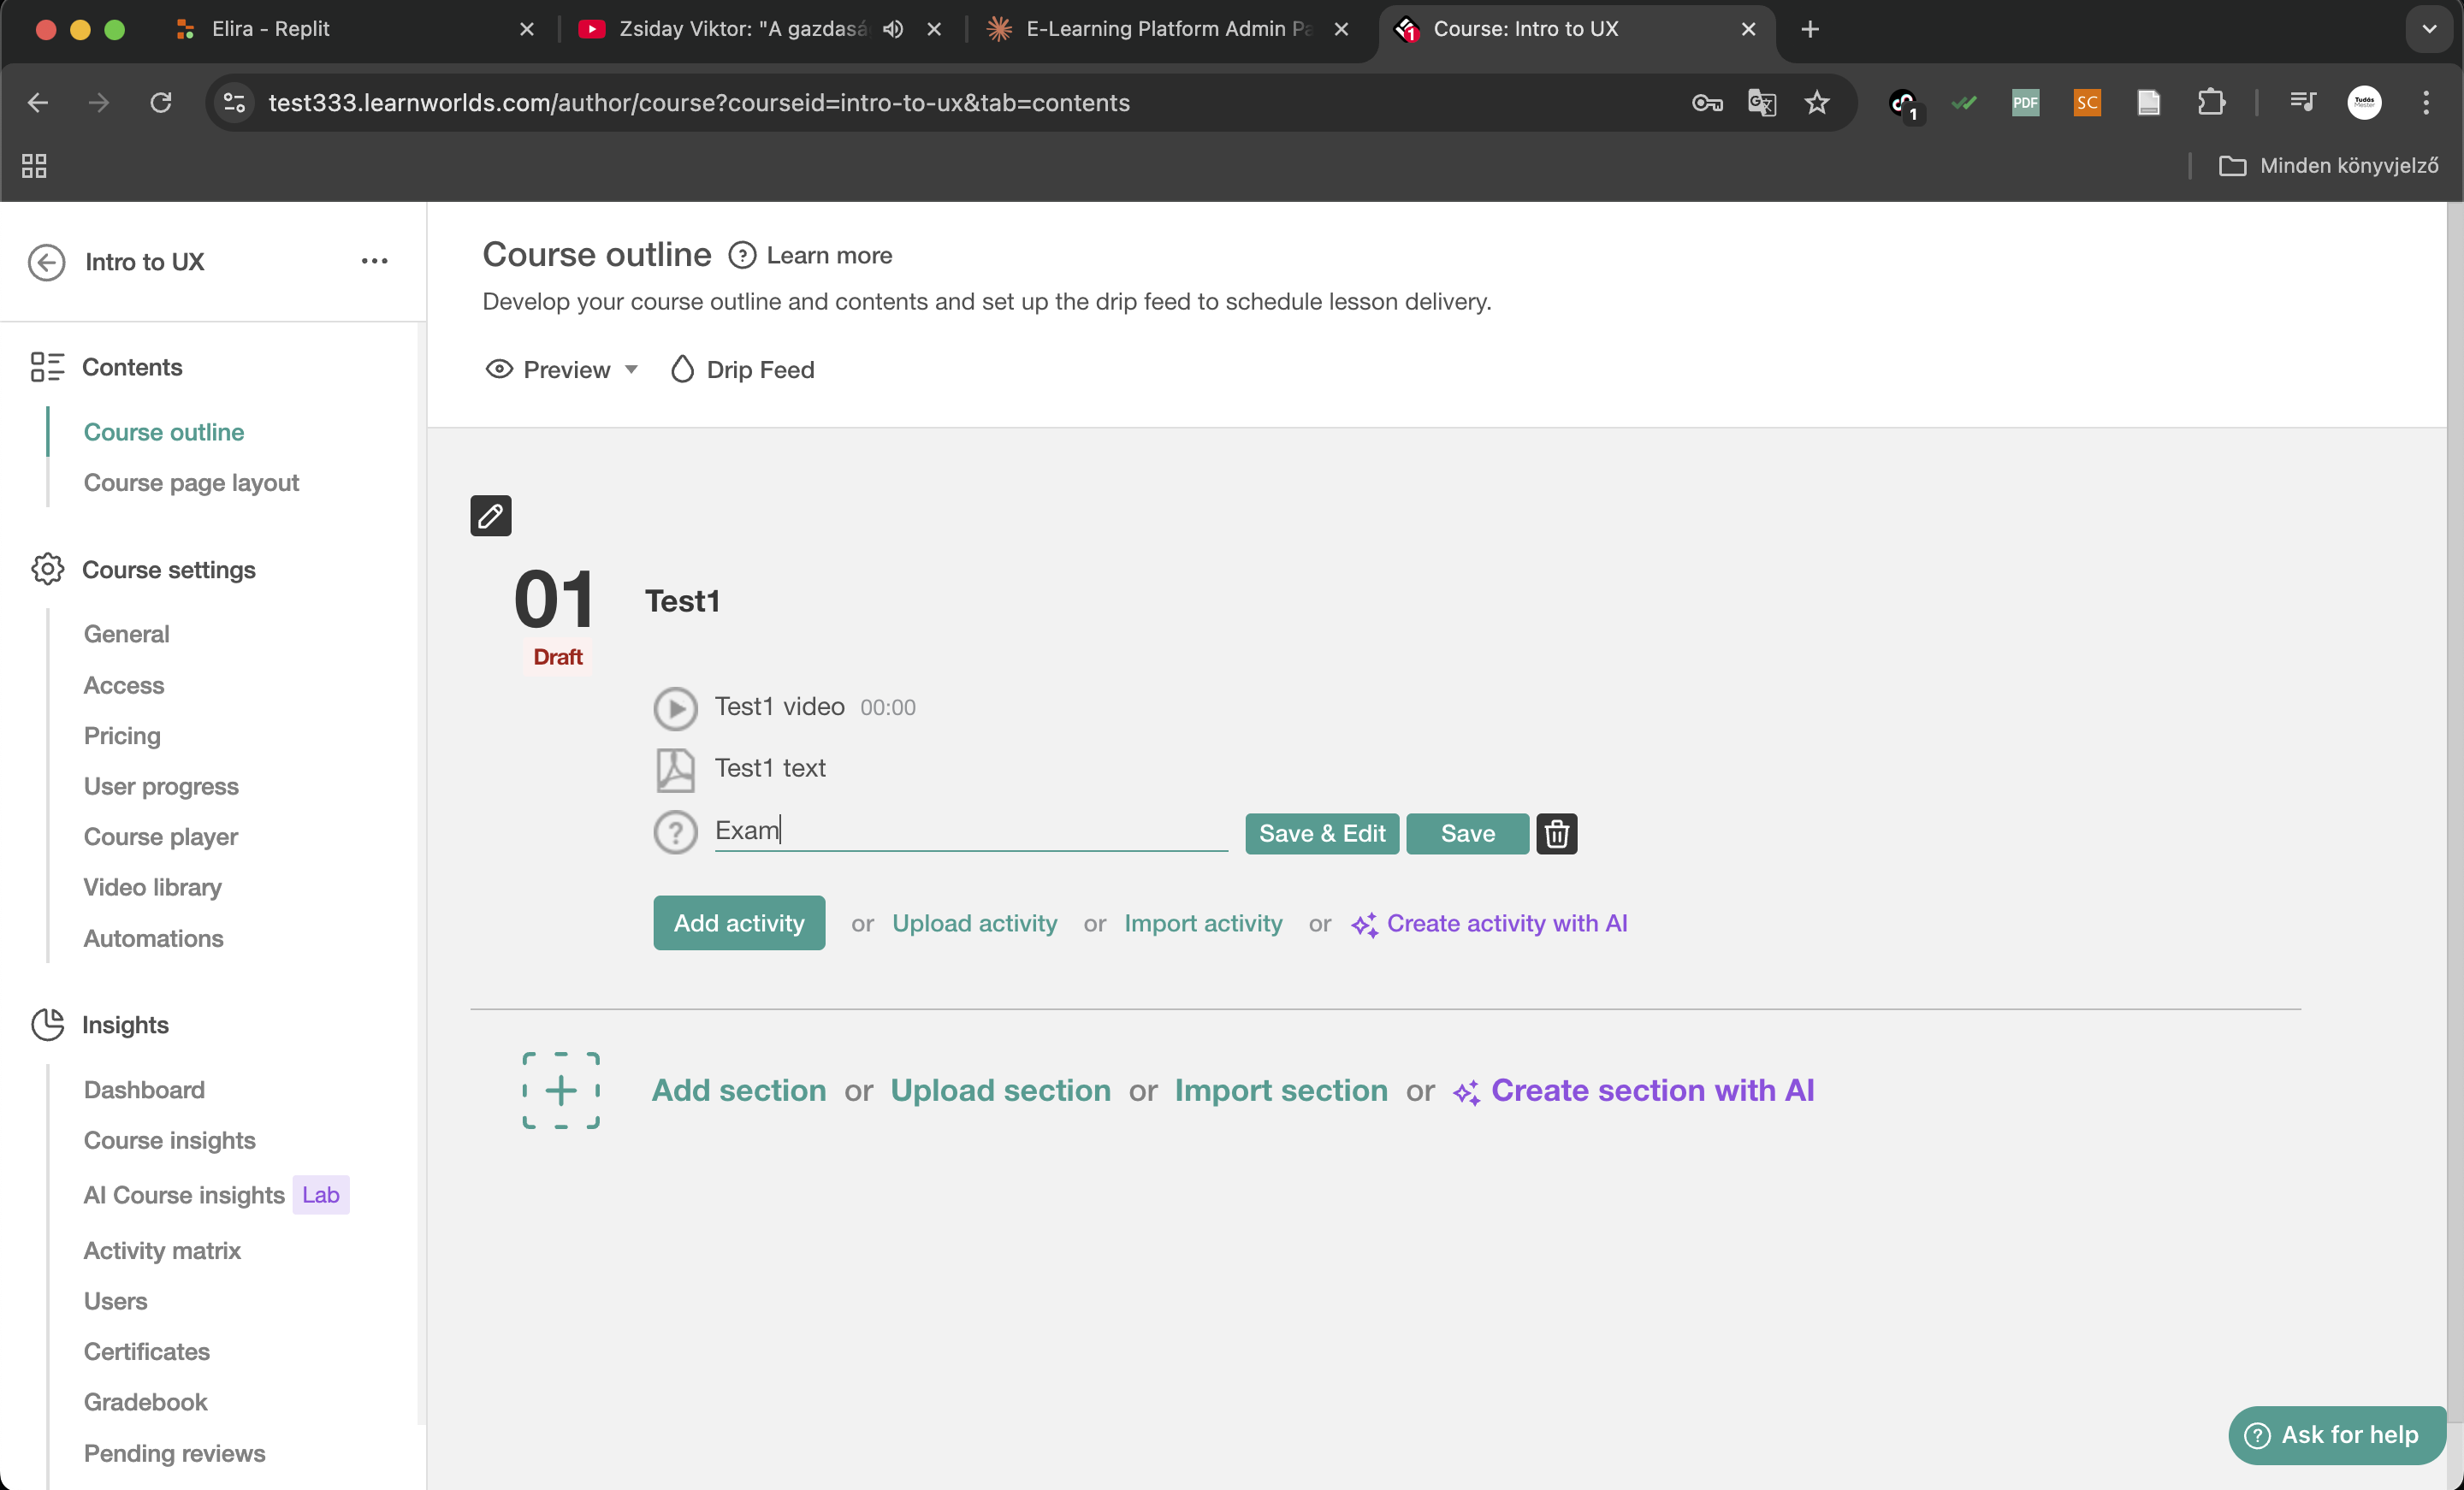 Elira - Replit
Zsiday Viktor: "A gazdasá
E-Learning Platform Admin Pa
Course: Intro to UX
test333.learnworlds.com/author/course?courseid=intro-to-ux&tab=contents
1
PDF
SC
Tudás
Minden könyvjelző
Intro to UX
Contents
Course outline
Course page layout
Course settings
General
Access
Pricing
User progress
Course player
Video library
Automations
Insights
Dashboard
Course insights
AI Course insights Lab
Activity matrix
Users
Certificates
Gradebook
Pending reviews
Course outline ? Learn more
Develop your course outline and contents and set up the drip feed to schedule lesson delivery.
Preview Drip Feed
01 Test1
Draft
Test1 video 00:00
Test1 text
? Exam Save & Edit Save
Add activity or Upload activity or Import activity or Create activity with AI
Add section or Upload section or Import section or Create section with AI
? Ask for help